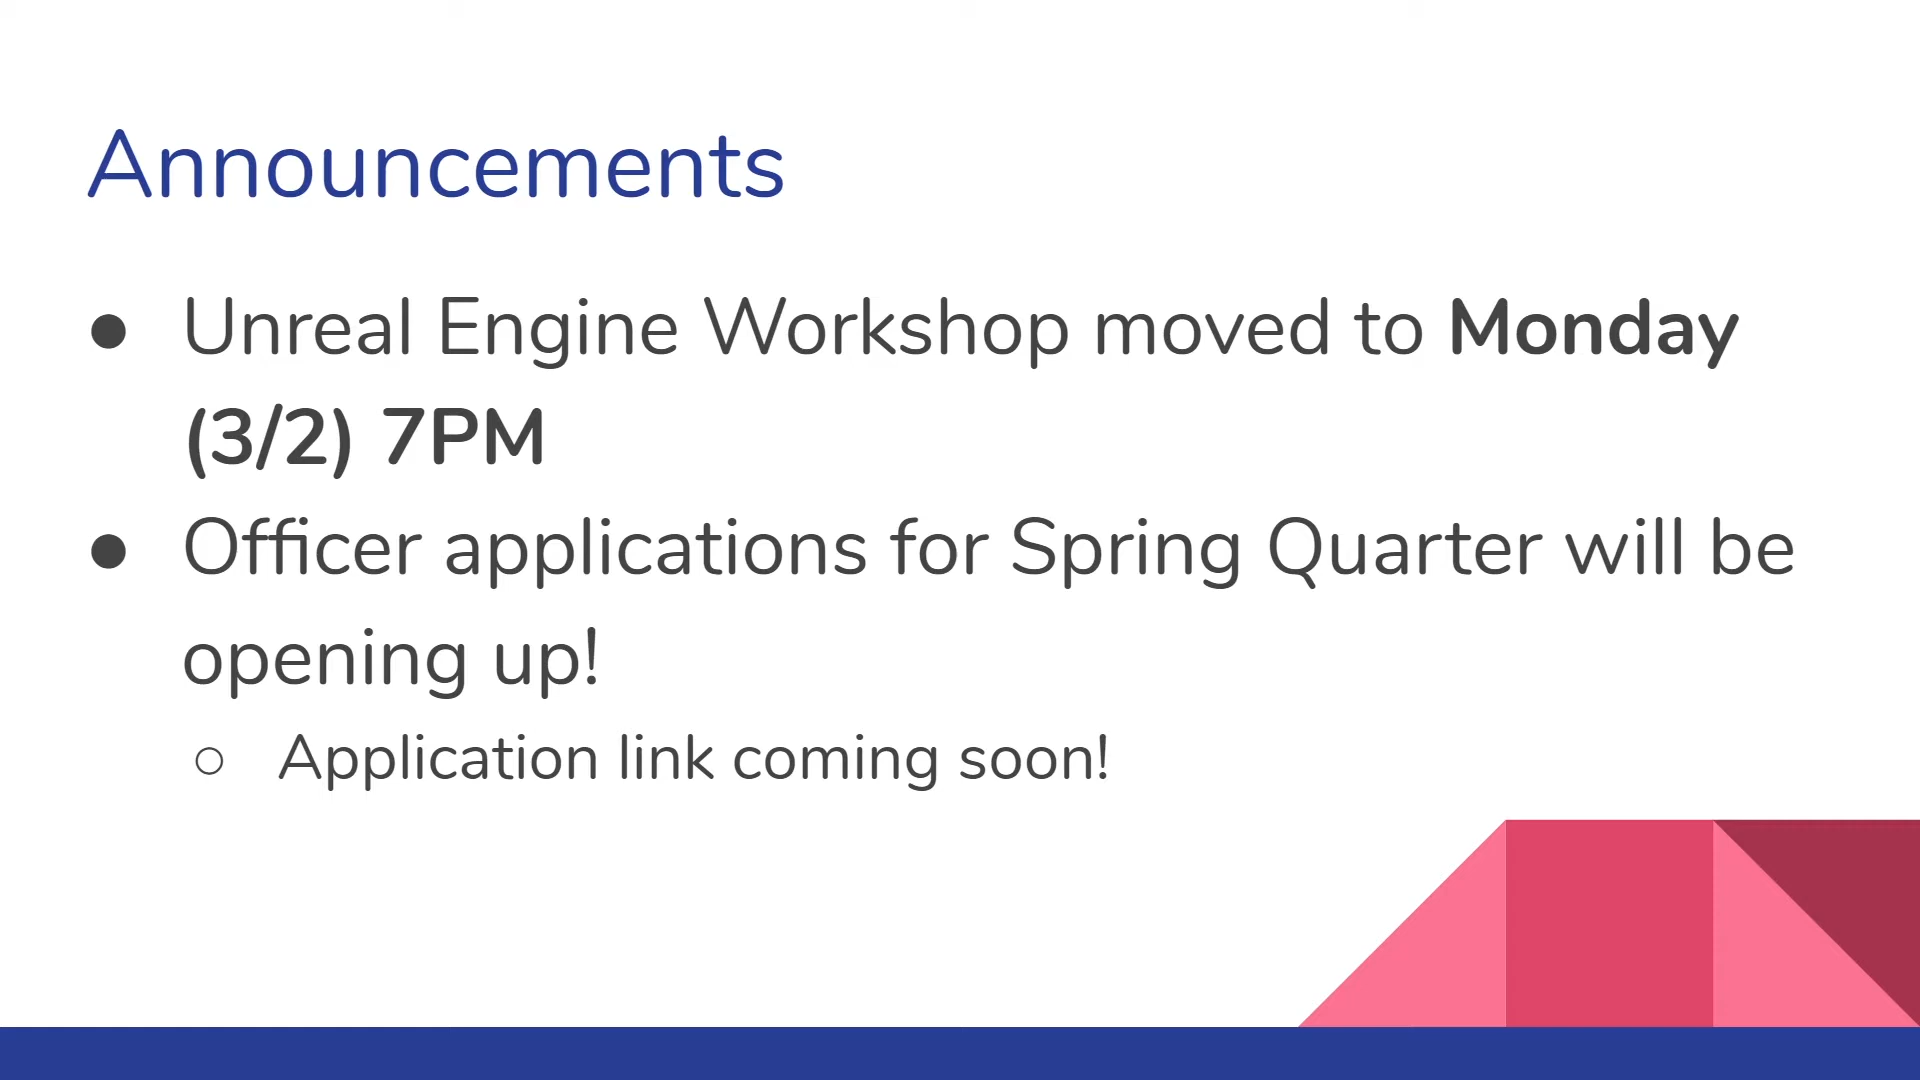 Announcements
● Unreal Engine Workshop moved to Monday
(3/2) 7PM
● Officer applications for Spring Quarter will be
opening up!
○ Application link coming soon!